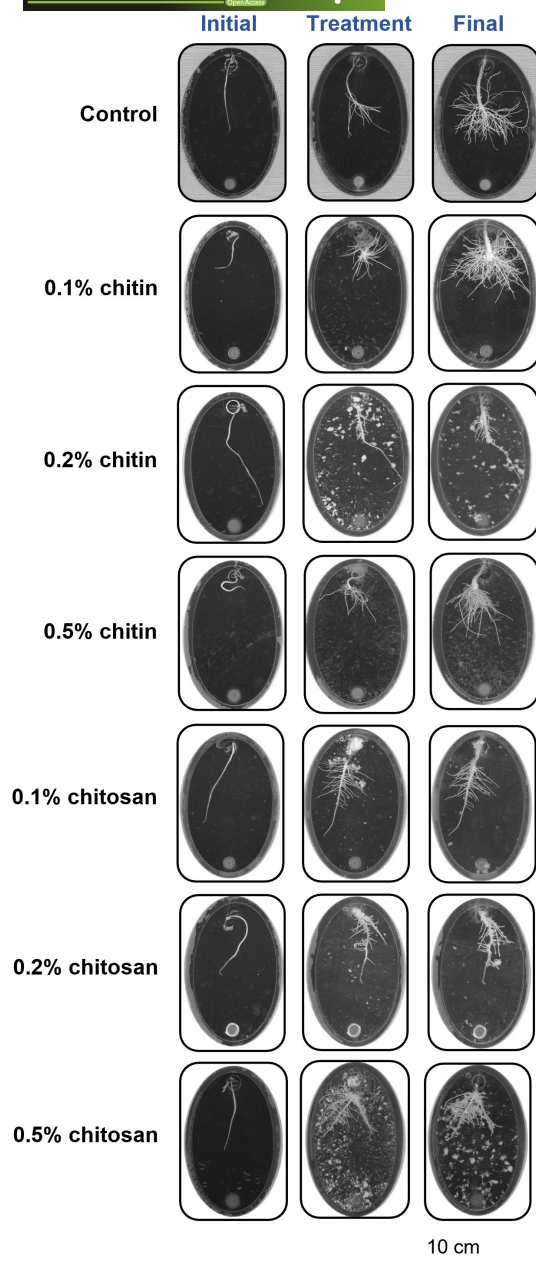 Open Access
Initial Treatment Final
Control
0.1% chitin
0.2% chitin
0.5% chitin
0.1% chitosan
0.2% chitosan
0.5% chitosan
10 cm